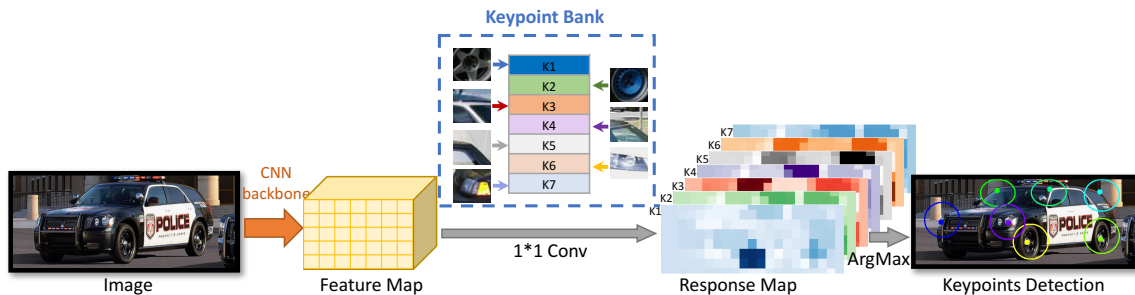 Keypoint Bank
K1
K2
K3
K4
K5
K6
K7
CNN
backbone
K7
K6
K5
K4
K3
K2
K1
POLICE
POLICE
1*1 Conv
ArgMax
Image
Feature Map
Response Map
Keypoints Detection